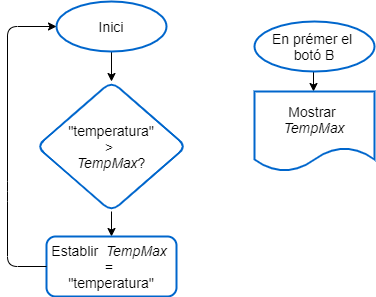 Inici
"temperatura"
>
TempMax?
Establir TempMax
=
"temperatura"
En prémer el
botó B
Mostrar
TempMax